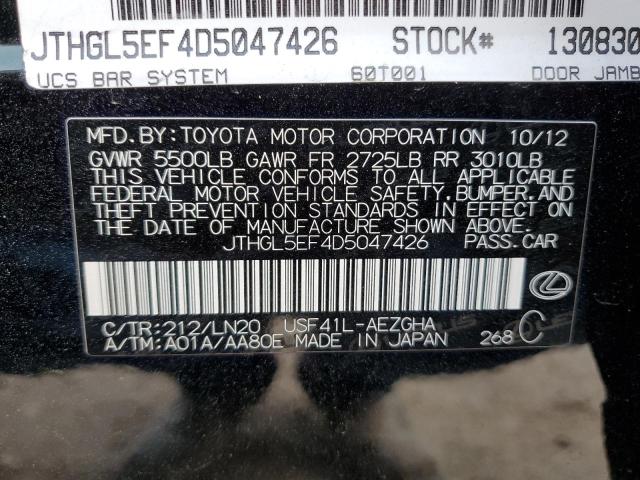 JTHGL5EF4D5047426 STOCK# 130830
UCS BAR SYSTEM 60T001 DOOR JAMB
MFD.BY:TOYOTA MOTOR CORPORATION 10/12
GVWR 5500LB GAWR FR 2725LB RR 3010LB
THIS VEHICLE CONFORMS TO ALL APPLICABLE
FEDERAL MOTOR VEHICLE SAFETY,BUMPER,AND
THEFT PREVENTION STANDARDS IN EFFECT ON
THE DATE OF MANUFACTURE SHOWN ABOVE.
JTHGL5EF4D5047426 PASS.CAR
C/TR:212/LN20 USF41L-AEZGHA
A/TM:A01A/AA80E MADE IN JAPAN 268 C